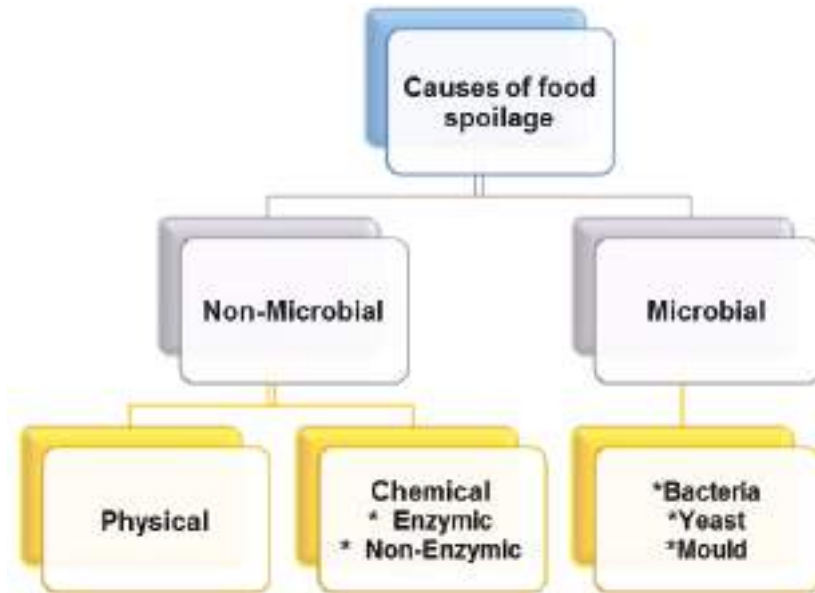 Causes of food
spoilage
Non-Microbial
Microbial
Physical
Chemical
* Enzymic
* Non-Enzymic
*Bacteria
*Yeast
*Mould